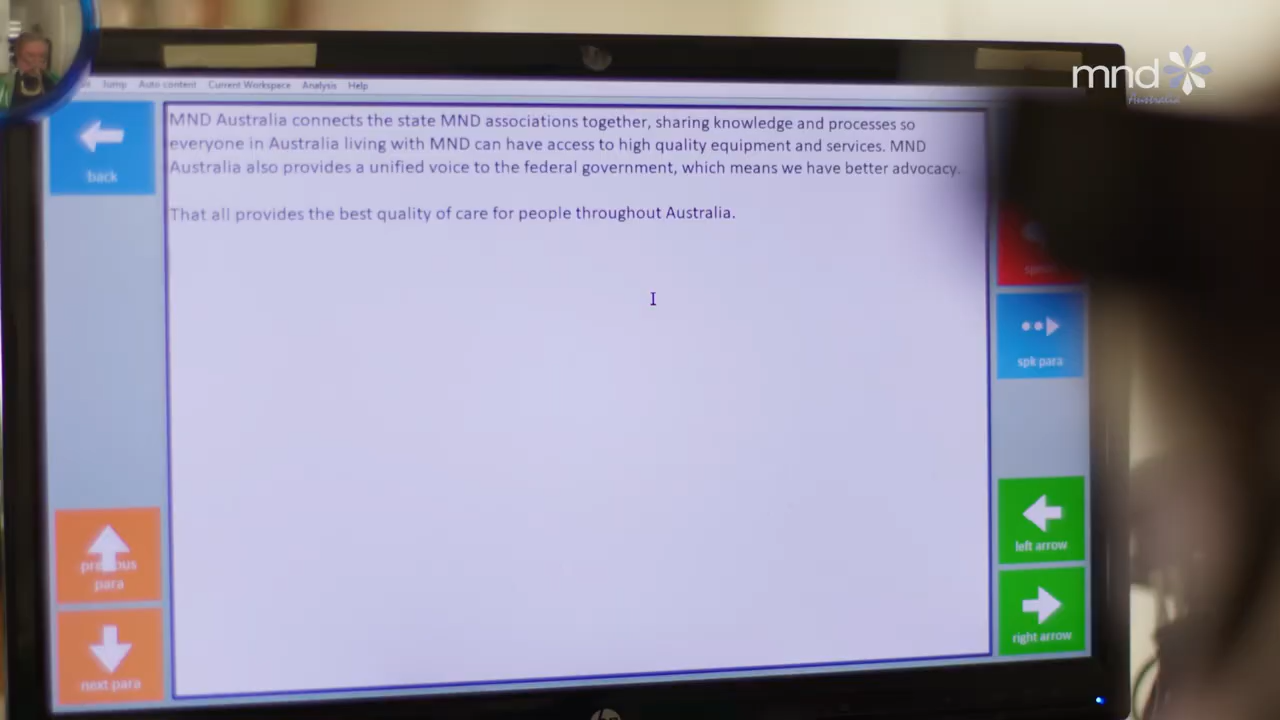 mnd
Australia
Jump Auto content Current Workspace Analysis Help
back
MND Australia connects the state MND associations together, sharing knowledge and processes so
everyone in Australia living with MND can have access to high quality equipment and services. MND
Australia also provides a unified voice to the federal government, which means we have better advocacy.
That all provides the best quality of care for people throughout Australia.
spk para
previous
para
next para
left arrow
right arrow
hp